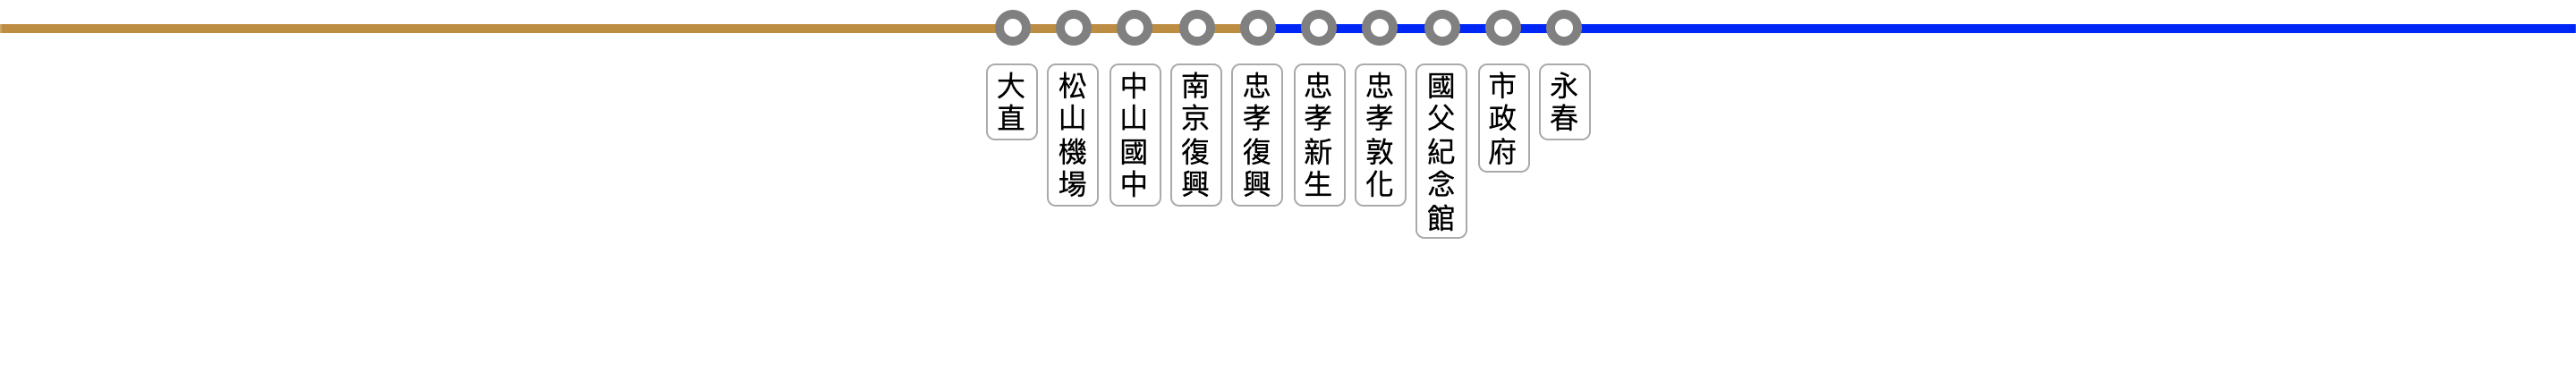 大直
松山機場
中山國中
南京復興
忠孝復興
忠孝新生
忠孝敦化
國父紀念館
市政府
永春